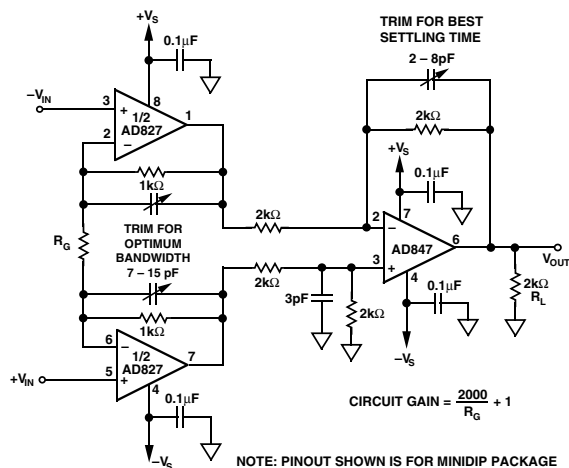 +VS
0.1µF
–VIN
3
+
8
1/2
AD827
1
2
–
1kΩ
RG
TRIM FOR
OPTIMUM
BANDWIDTH
7 – 15 pF
1kΩ
6
–
1/2
AD827
7
+VIN
5
+
4
0.1µF
–VS
TRIM FOR BEST
SETTLING TIME
2 – 8pF
2kΩ
+VS
0.1µF
2kΩ
2
–
7
AD847
6
3
+
4
2kΩ
3pF
2kΩ
0.1µF
–VS
VOUT
2kΩ
RL
CIRCUIT GAIN = 2000/RG + 1
NOTE: PINOUT SHOWN IS FOR MINIDIP PACKAGE